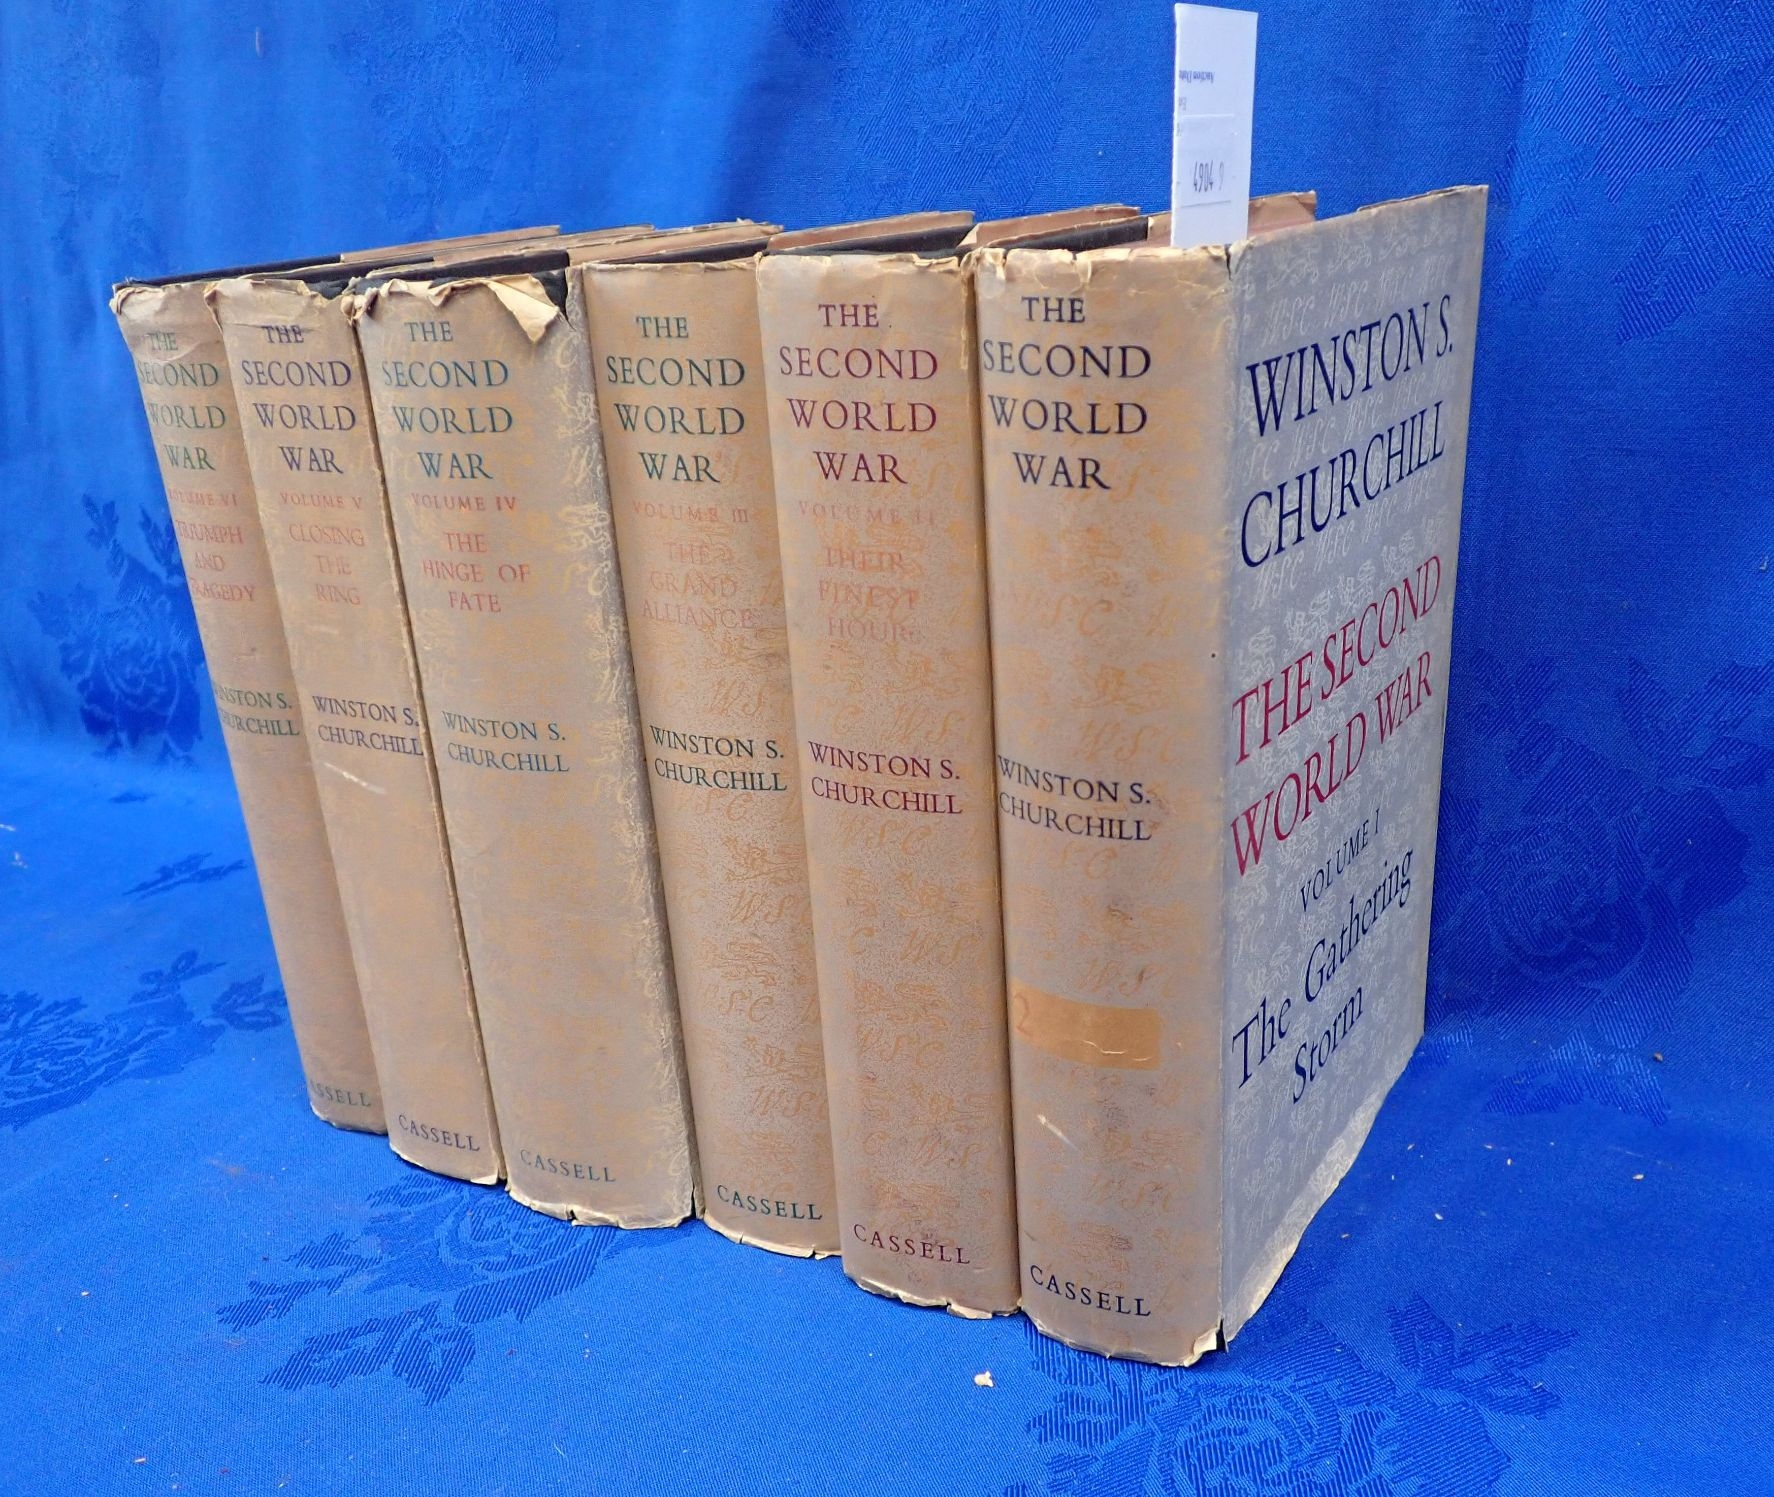 THE
SECOND
WORLD
WAR
VOLUME VI
TRIUMPH
AND
TRAGEDY
WINSTON S.
CHURCHILL
CASSELL
THE
SECOND
WORLD
WAR
VOLUME V
CLOSING
THE
RING
WINSTON S.
CHURCHILL
CASSELL
THE
SECOND
WORLD
WAR
VOLUME IV
THE
HINGE OF
FATE
WINSTON S.
CHURCHILL
CASSELL
THE
SECOND
WORLD
WAR
VOLUME III
THE
GRAND
ALLIANCE
WINSTON S.
CHURCHILL
CASSELL
THE
SECOND
WORLD
WAR
VOLUME II
THEIR
FINEST
HOUR
WINSTON S.
CHURCHILL
CASSELL
THE
SECOND
WORLD
WAR
WINSTON S.
CHURCHILL
2
CASSELL
WINSTON S.
CHURCHILL
THE SECOND
WORLD WAR
VOLUME I
The Gathering
Storm
Auction Date